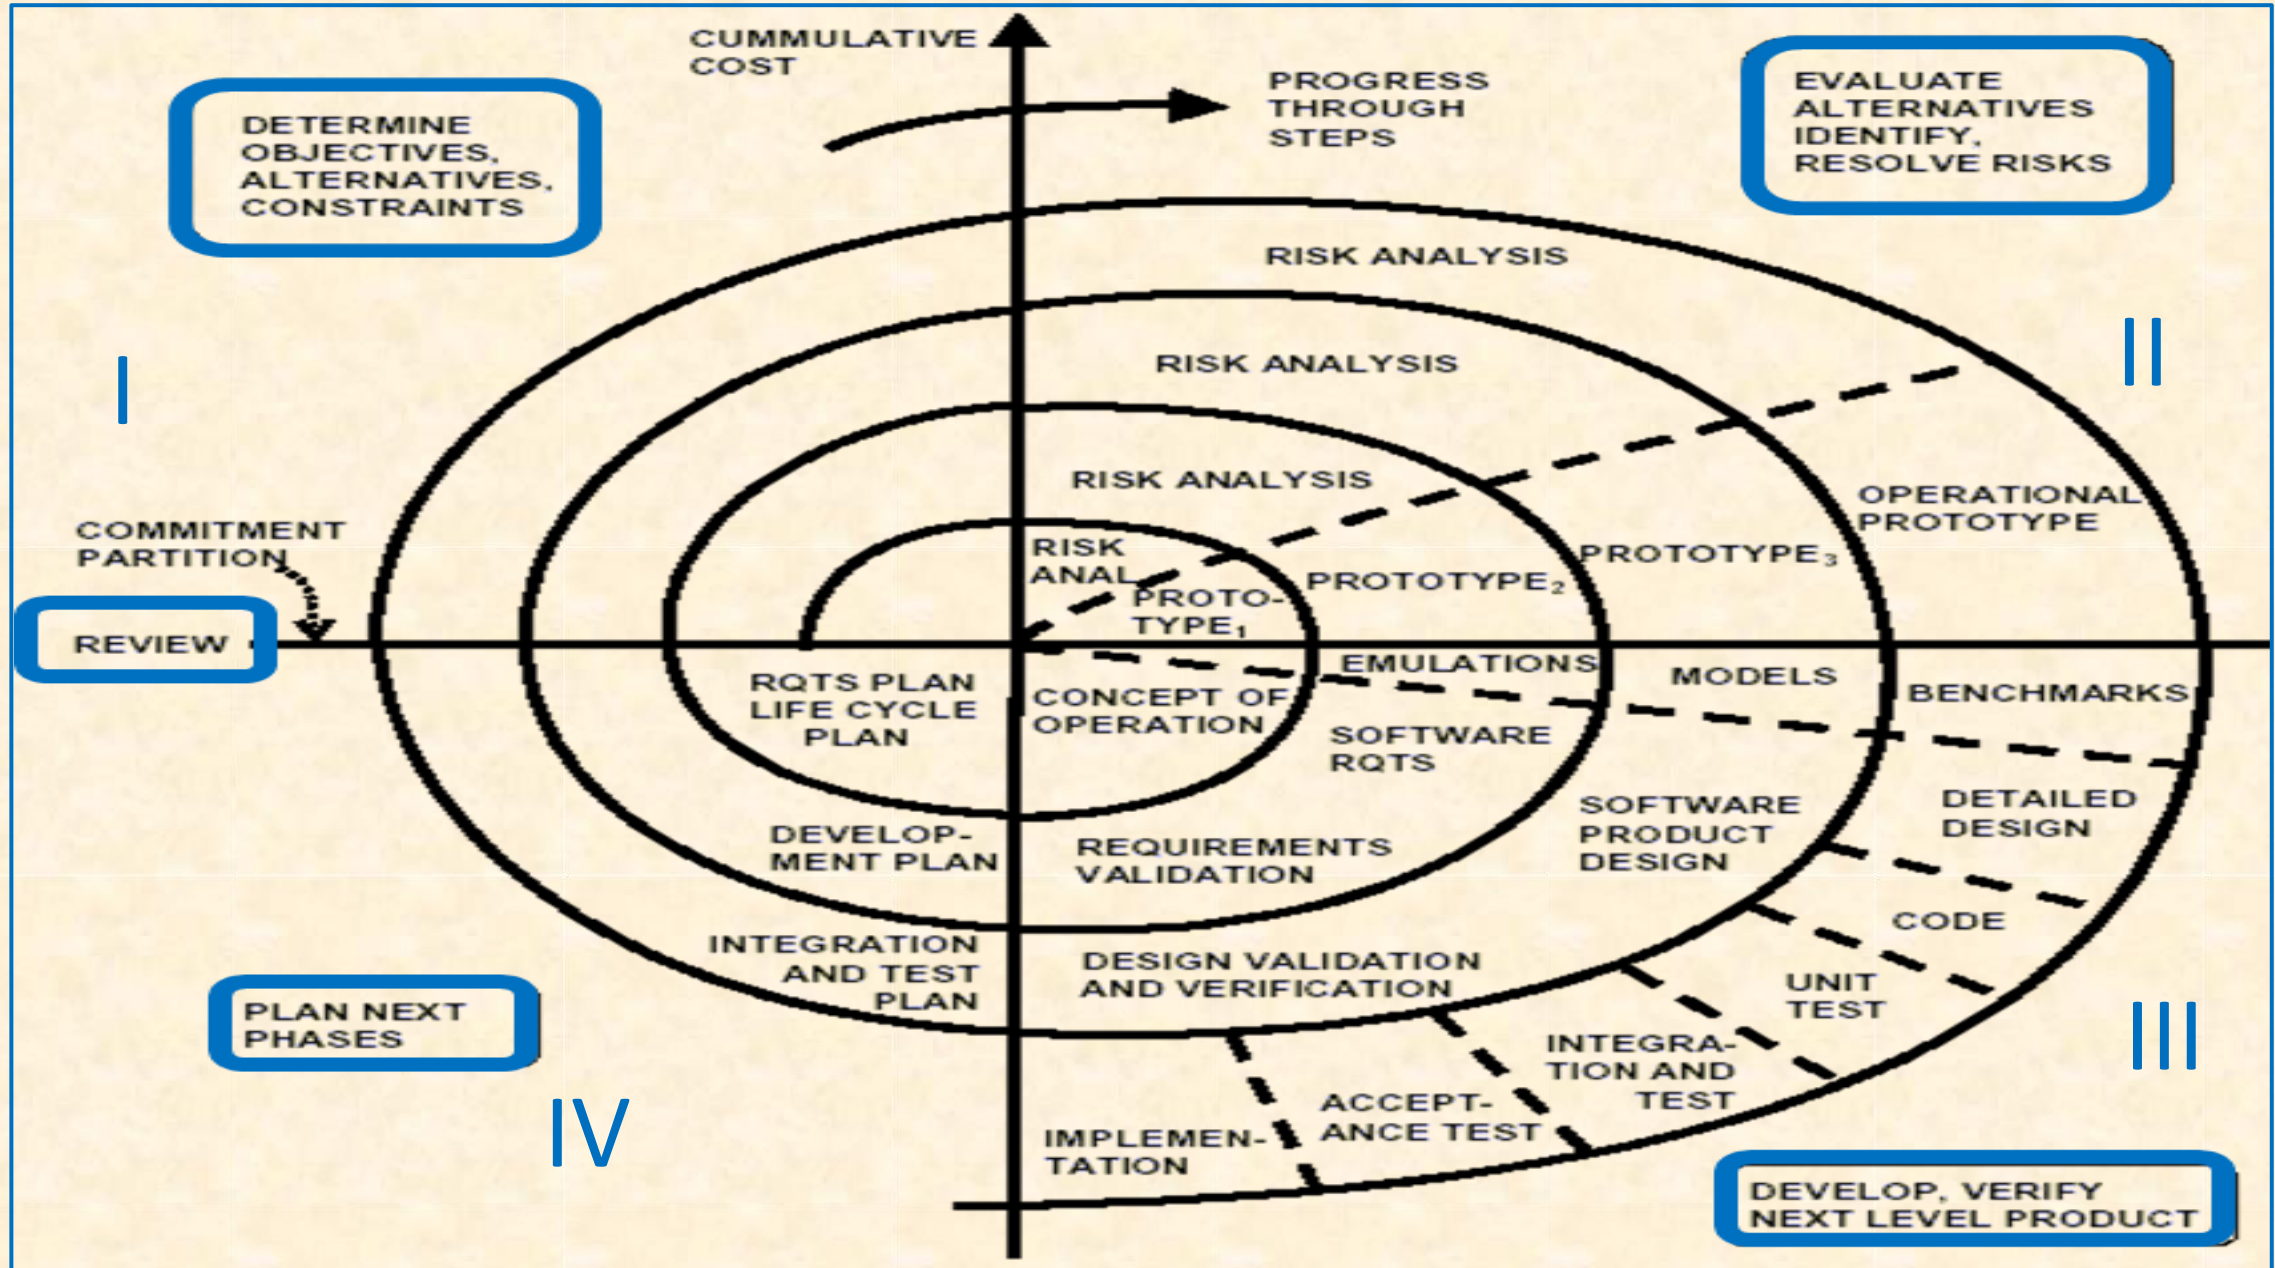 CUMMULATIVE
COST
PROGRESS
THROUGH
STEPS
DETERMINE
OBJECTIVES,
ALTERNATIVES,
CONSTRAINTS
EVALUATE
ALTERNATIVES
IDENTIFY,
RESOLVE RISKS
I
II
RISK ANALYSIS
RISK ANALYSIS
RISK ANALYSIS
RISK
ANAL
PROTO-
TYPE₁
PROTOTYPE₂
PROTOTYPE₃
OPERATIONAL
PROTOTYPE
COMMITMENT
PARTITION
REVIEW
EMULATIONS
MODELS
BENCHMARKS
RQTS PLAN
LIFE CYCLE
PLAN
CONCEPT OF
OPERATION
SOFTWARE
RQTS
SOFTWARE
PRODUCT
DESIGN
DETAILED
DESIGN
DEVELOP-
MENT PLAN
REQUIREMENTS
VALIDATION
CODE
INTEGRATION
AND TEST
PLAN
DESIGN VALIDATION
AND VERIFICATION
UNIT
TEST
INTEGRA-
TION AND
TEST
ACCEPT-
ANCE TEST
IMPLEMEN-
TATION
PLAN NEXT
PHASES
IV
III
DEVELOP, VERIFY
NEXT LEVEL PRODUCT